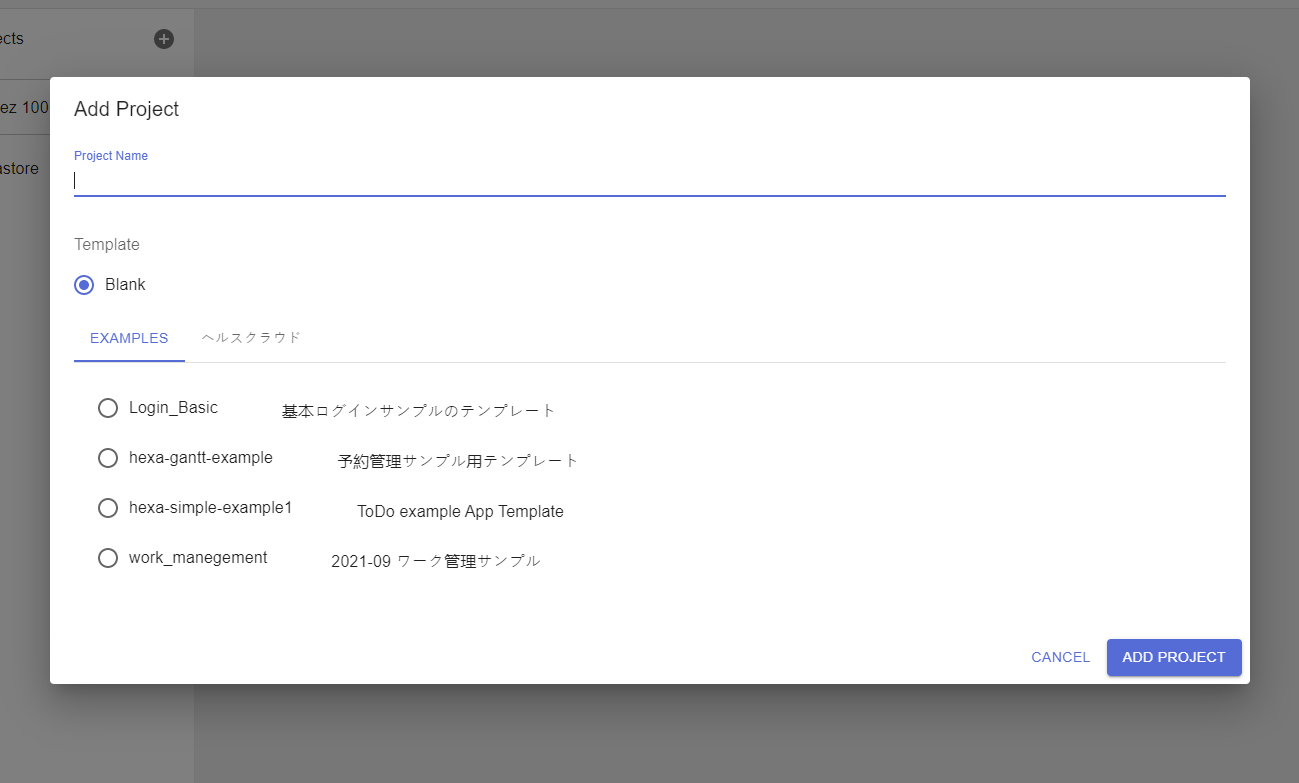 ects
ez 100
astore
Add Project
Project Name
Template
Blank
EXAMPLES ヘルスクラウド
Login_Basic 基本ログインサンプルのテンプレート
hexa-gantt-example 予約管理サンプル用テンプレート
hexa-simple-example1 ToDo example App Template
work_manegement 2021-09 ワーク管理サンプル
CANCEL ADD PROJECT